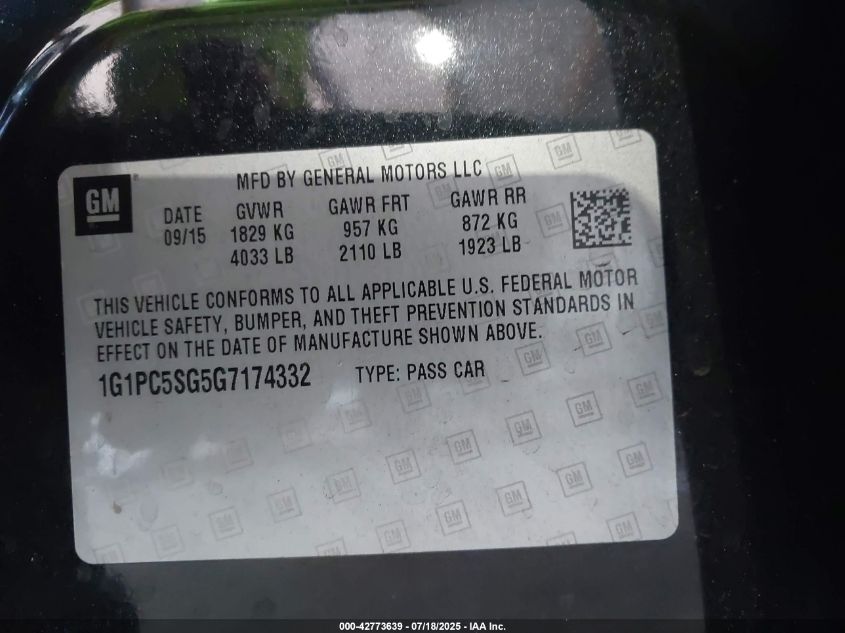 MFD BY GENERAL MOTORS LLC
GM
DATE GVWR GAWR FRT GAWR RR
09/15 1829 KG 957 KG 872 KG
4033 LB 2110 LB 1923 LB
THIS VEHICLE CONFORMS TO ALL APPLICABLE U.S. FEDERAL MOTOR
VEHICLE SAFETY, BUMPER, AND THEFT PREVENTION STANDARDS IN
EFFECT ON THE DATE OF MANUFACTURE SHOWN ABOVE.
1G1PC5SG5G7174332 TYPE: PASS CAR
000-42773639 - 07/18/2025 - IAA Inc.